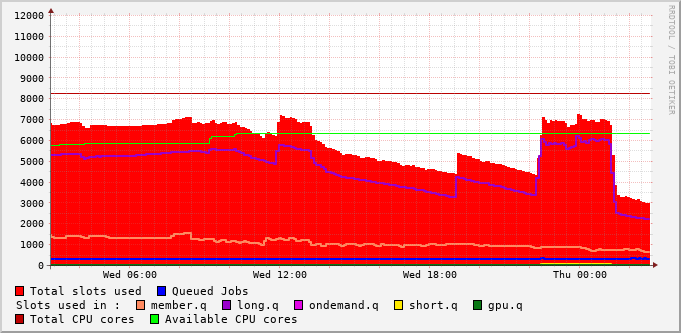 12000
11000
10000
9000
8000
7000
6000
5000
4000
3000
2000
1000
0
Wed 06:00 Wed 12:00 Wed 18:00 Thu 00:00
Total slots used Queued Jobs
Slots used in : member.q long.q ondemand.q short.q gpu.q
Total CPU cores Available CPU cores
RRDTOOL / TOBI OETIKER